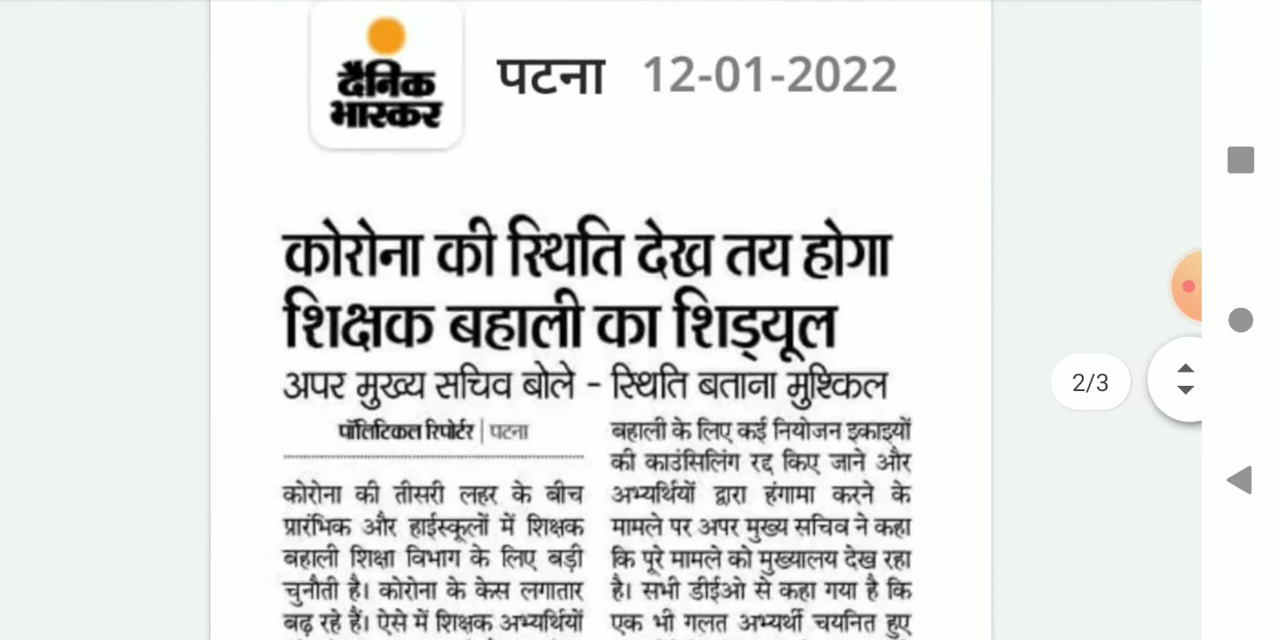 दैनिक
भास्कर
पटना 12-01-2022
कोरोना की स्थिति देख तय होगा
शिक्षक बहाली का शिड्यूल
अपर मुख्य सचिव बोले - स्थिति बताना मुश्किल
पॉलिटिकल रिपोर्टर | पटना
कोरोना की तीसरी लहर के बीच
प्रारंभिक और हाईस्कूलों में शिक्षक
बहाली शिक्षा विभाग के लिए बड़ी
चुनौती है। कोरोना के केस लगातार
बढ़ रहे हैं। ऐसे में शिक्षक अभ्यर्थियों
बहाली के लिए कई नियोजन इकाइयों
की काउंसिलिंग रद्द किए जाने और
अभ्यर्थियों द्वारा हंगामा करने के
मामले पर अपर मुख्य सचिव ने कहा
कि पूरे मामले को मुख्यालय देख रहा
है। सभी डीईओ से कहा गया है कि
एक भी गलत अभ्यर्थी चयनित हुए
2/3